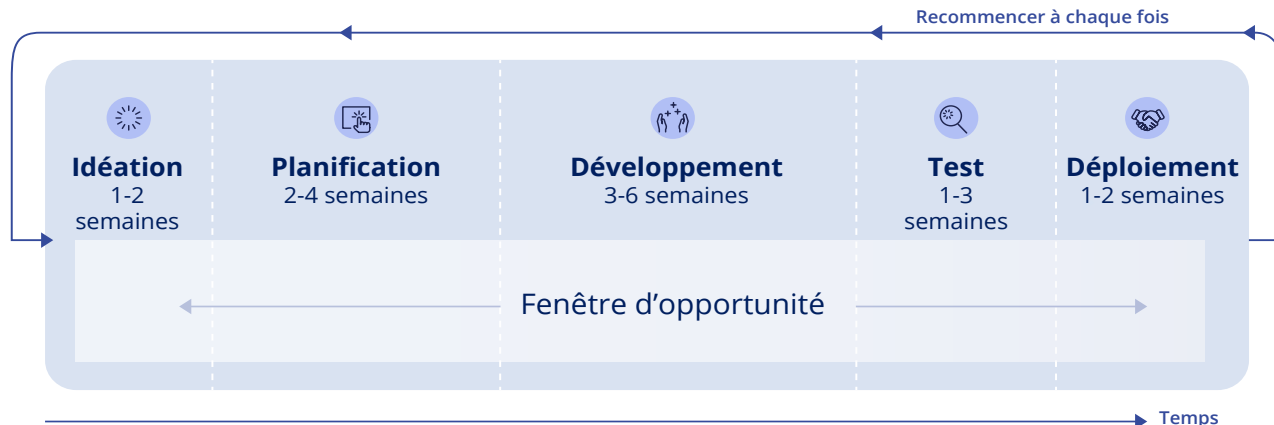 Recommencer à chaque fois
Idéation
1-2
semaines
Planification
2-4 semaines
Développement
3-6 semaines
Test
1-3
semaines
Déploiement
1-2 semaines
Fenêtre d’opportunité
Temps